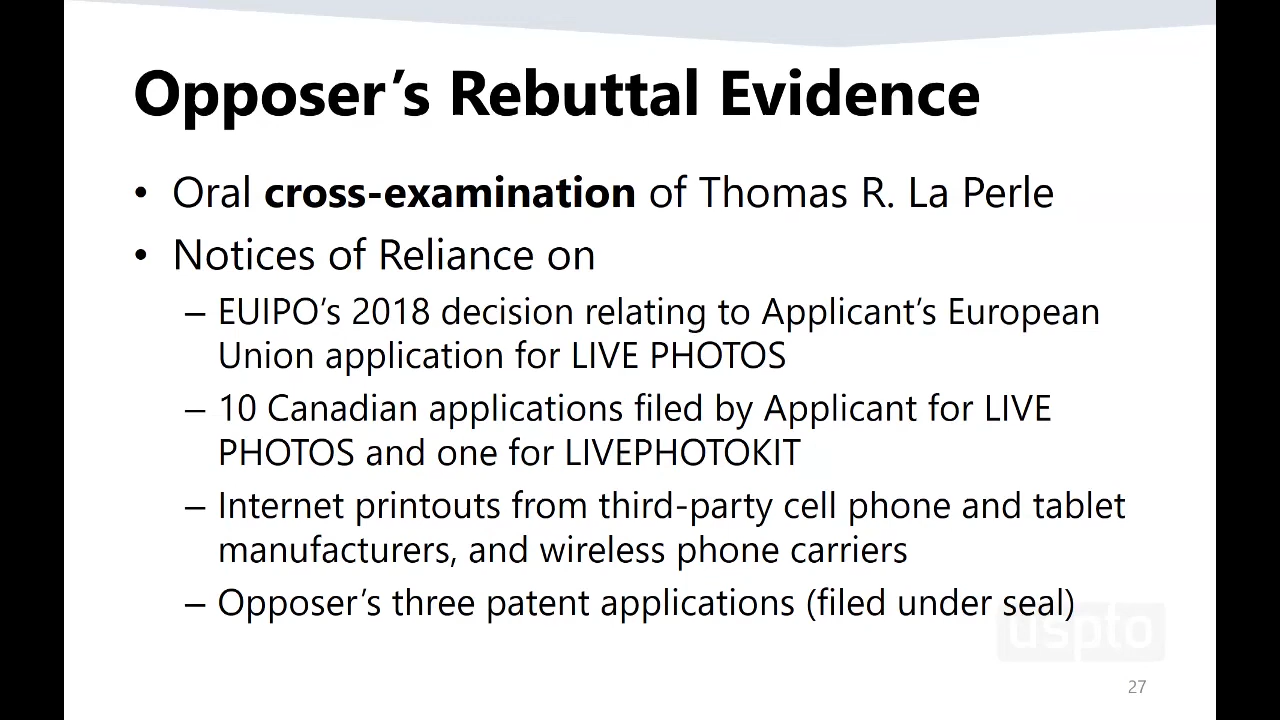 Opposer’s Rebuttal Evidence
• Oral cross-examination of Thomas R. La Perle
• Notices of Reliance on
– EUIPO’s 2018 decision relating to Applicant’s European
Union application for LIVE PHOTOS
– 10 Canadian applications filed by Applicant for LIVE
PHOTOS and one for LIVEPHOTOKIT
– Internet printouts from third-party cell phone and tablet
manufacturers, and wireless phone carriers
– Opposer’s three patent applications (filed under seal)
uspto
27